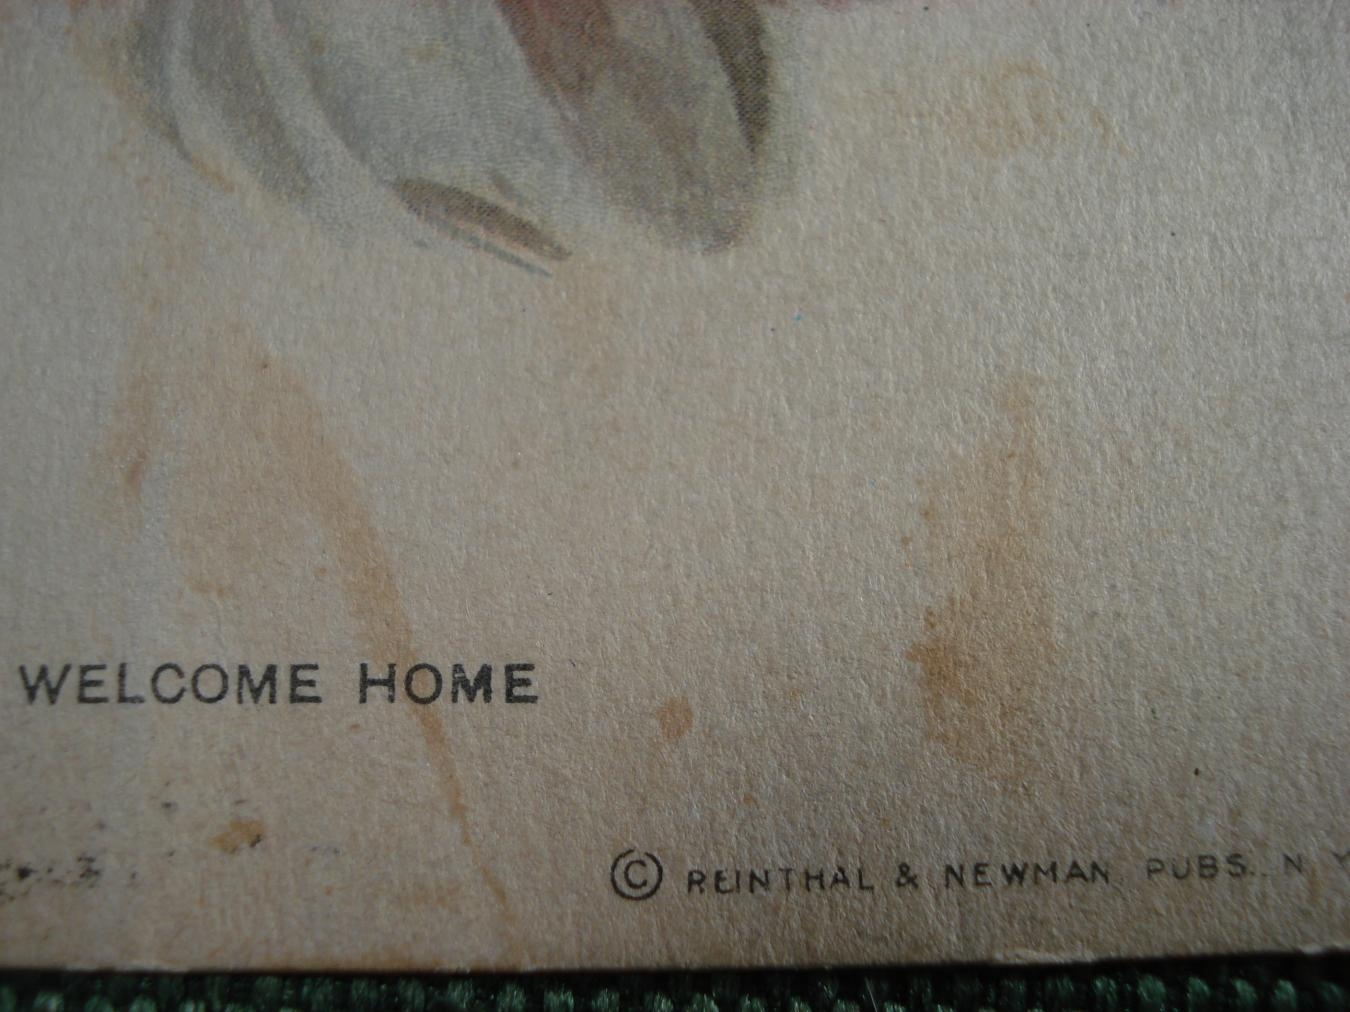 WELCOME HOME
© REINTHAL & NEWMAN, PUBS., N. Y.